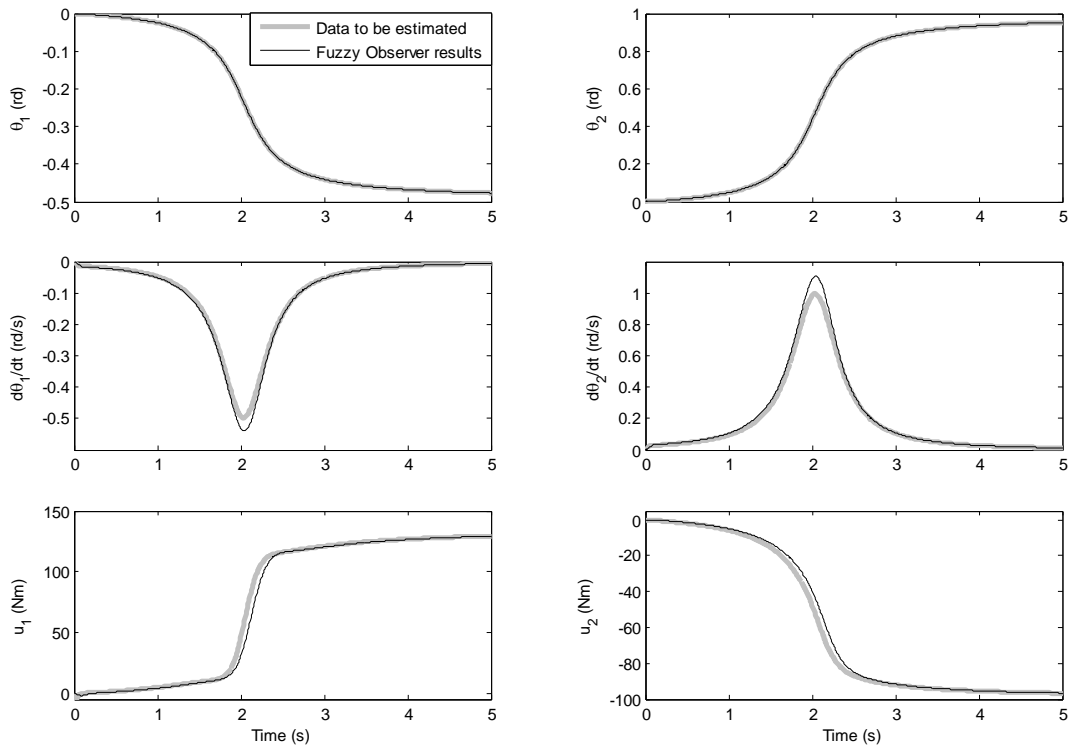 0
-0.1
-0.2
-0.3
-0.4
-0.5
θ1 (rd)
0 1 2 3 4 5
Data to be estimated
Fuzzy Observer results
1
0.8
0.6
0.4
0.2
0
θ2 (rd)
0 1 2 3 4 5
0
-0.1
-0.2
-0.3
-0.4
-0.5
dθ1/dt (rd/s)
0 1 2 3 4 5
1
0.8
0.6
0.4
0.2
0
dθ2/dt (rd/s)
0 1 2 3 4 5
150
100
50
0
u1 (Nm)
0 1 2 3 4 5
Time (s)
0
-20
-40
-60
-80
-100
u2 (Nm)
0 1 2 3 4 5
Time (s)